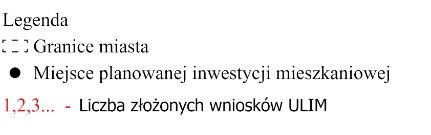 Legenda
Granice miasta
Miejsce planowanej inwestycji mieszkaniowej
1,2,3... - Liczba złożonych wniosków ULIM